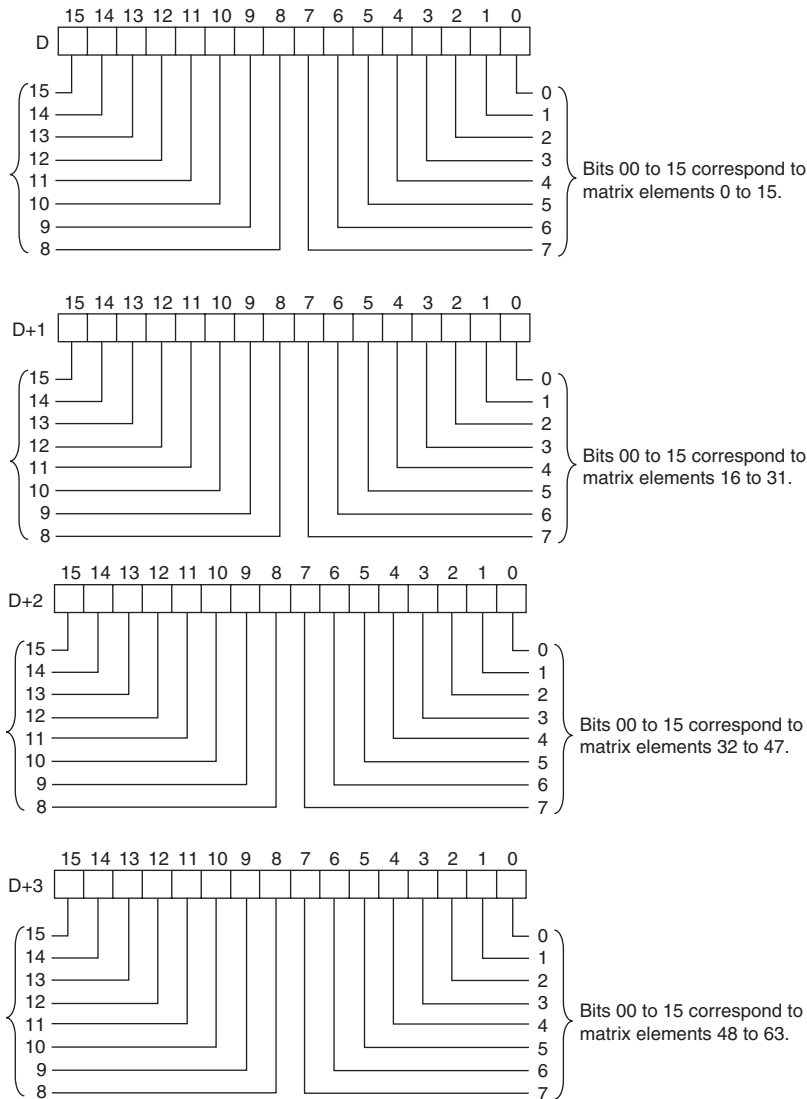 15 14 13 12 11 10 9 8 7 6 5 4 3 2 1 0
D
15 0
14 1
13 2
12 3
11 4
10 5
9 6
8 7
Bits 00 to 15 correspond to
matrix elements 0 to 15.
15 14 13 12 11 10 9 8 7 6 5 4 3 2 1 0
D+1
15 0
14 1
13 2
12 3
11 4
10 5
9 6
8 7
Bits 00 to 15 correspond to
matrix elements 16 to 31.
15 14 13 12 11 10 9 8 7 6 5 4 3 2 1 0
D+2
15 0
14 1
13 2
12 3
11 4
10 5
9 6
8 7
Bits 00 to 15 correspond to
matrix elements 32 to 47.
15 14 13 12 11 10 9 8 7 6 5 4 3 2 1 0
D+3
15 0
14 1
13 2
12 3
11 4
10 5
9 6
8 7
Bits 00 to 15 correspond to
matrix elements 48 to 63.